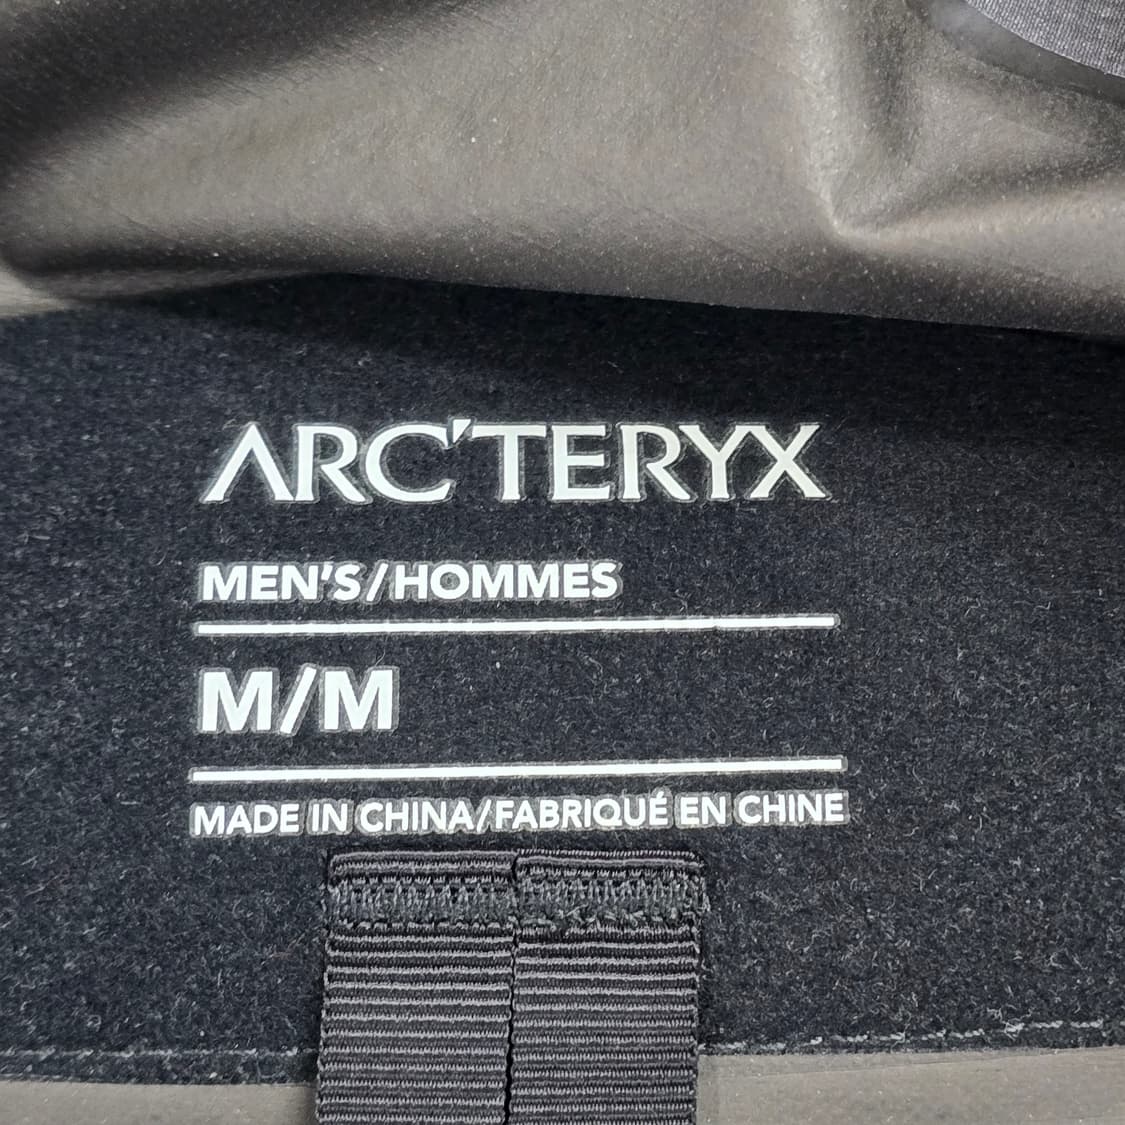 ARC'TERYX
MEN'S/HOMMES
M/M
MADE IN CHINA/FABRIQUÉ EN CHINE